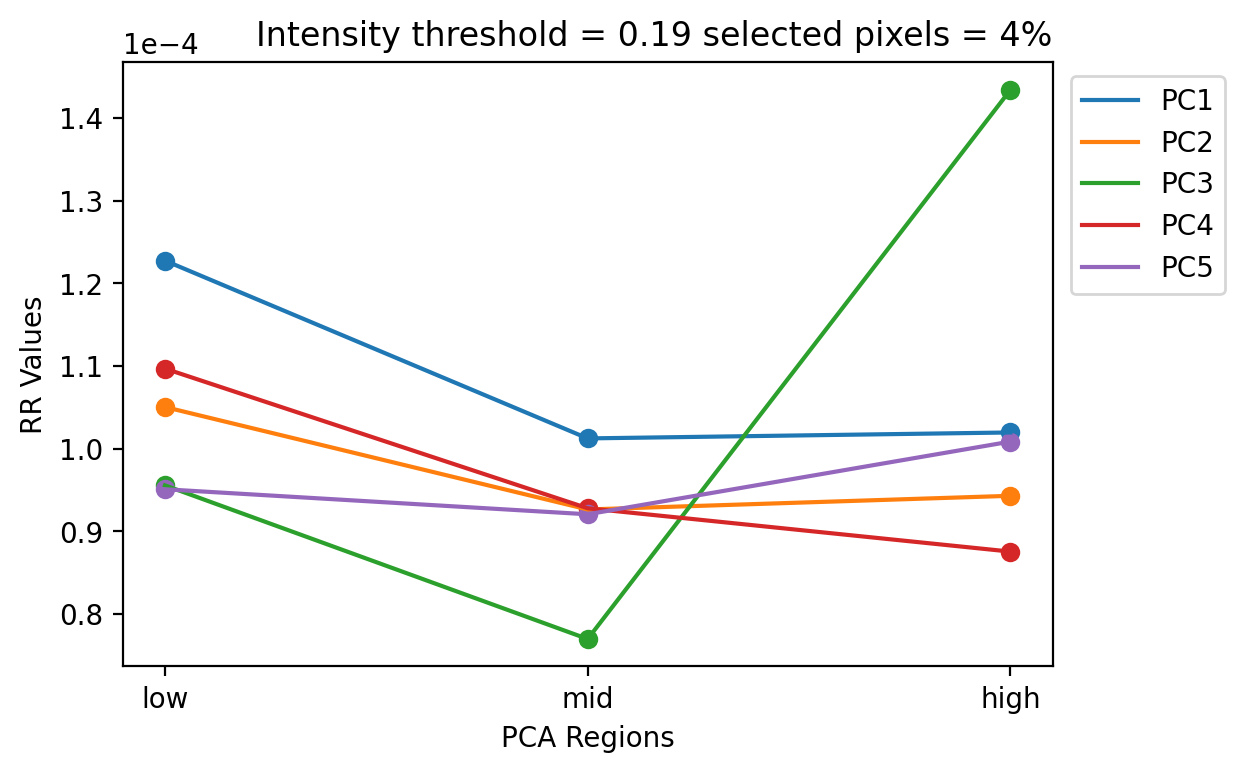 Intensity threshold = 0.19 selected pixels = 4%
1e−4
1.4
1.3
1.2
1.1
1.0
0.9
0.8
RR Values
low
mid
high
PCA Regions
PC1
PC2
PC3
PC4
PC5